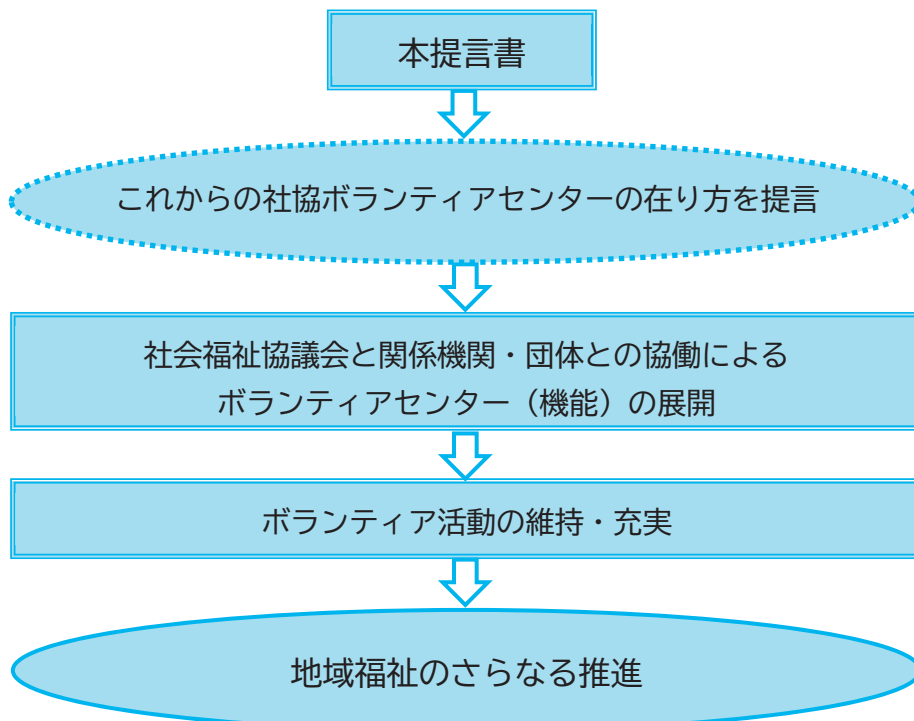 本提言書
これからの社協ボランティアセンターの在り方を提言
社会福祉協議会と関係機関・団体との協働による
ボランティアセンター（機能）の展開
ボランティア活動の維持・充実
地域福祉のさらなる推進